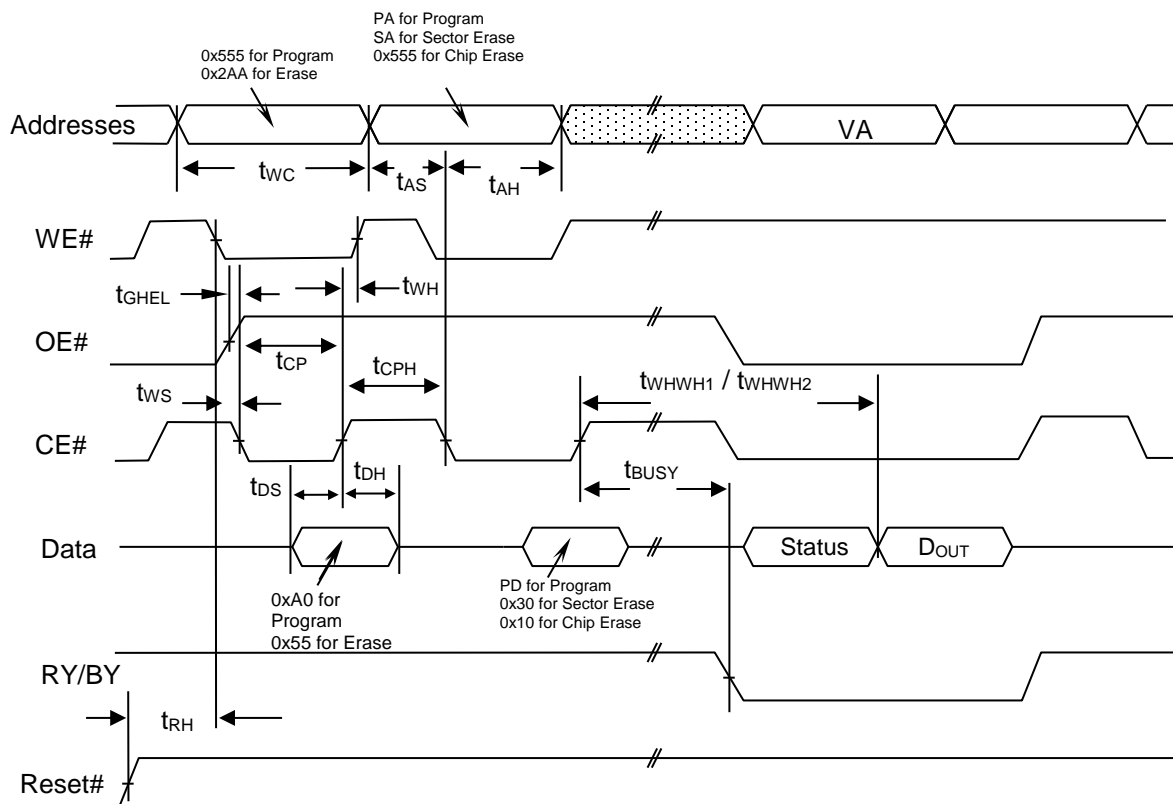 PA for Program
SA for Sector Erase
0x555 for Chip Erase
0x555 for Program
0x2AA for Erase
Addresses
VA
tWC
tAS
tAH
WE#
tGHEL
tWH
OE#
tCP
tCPH
tWHWH1 / tWHWH2
tWS
CE#
tBUSY
tDS
tDH
Data
Status
DOUT
0xA0 for
Program
0x55 for Erase
PD for Program
0x30 for Sector Erase
0x10 for Chip Erase
RY/BY
tRH
Reset#